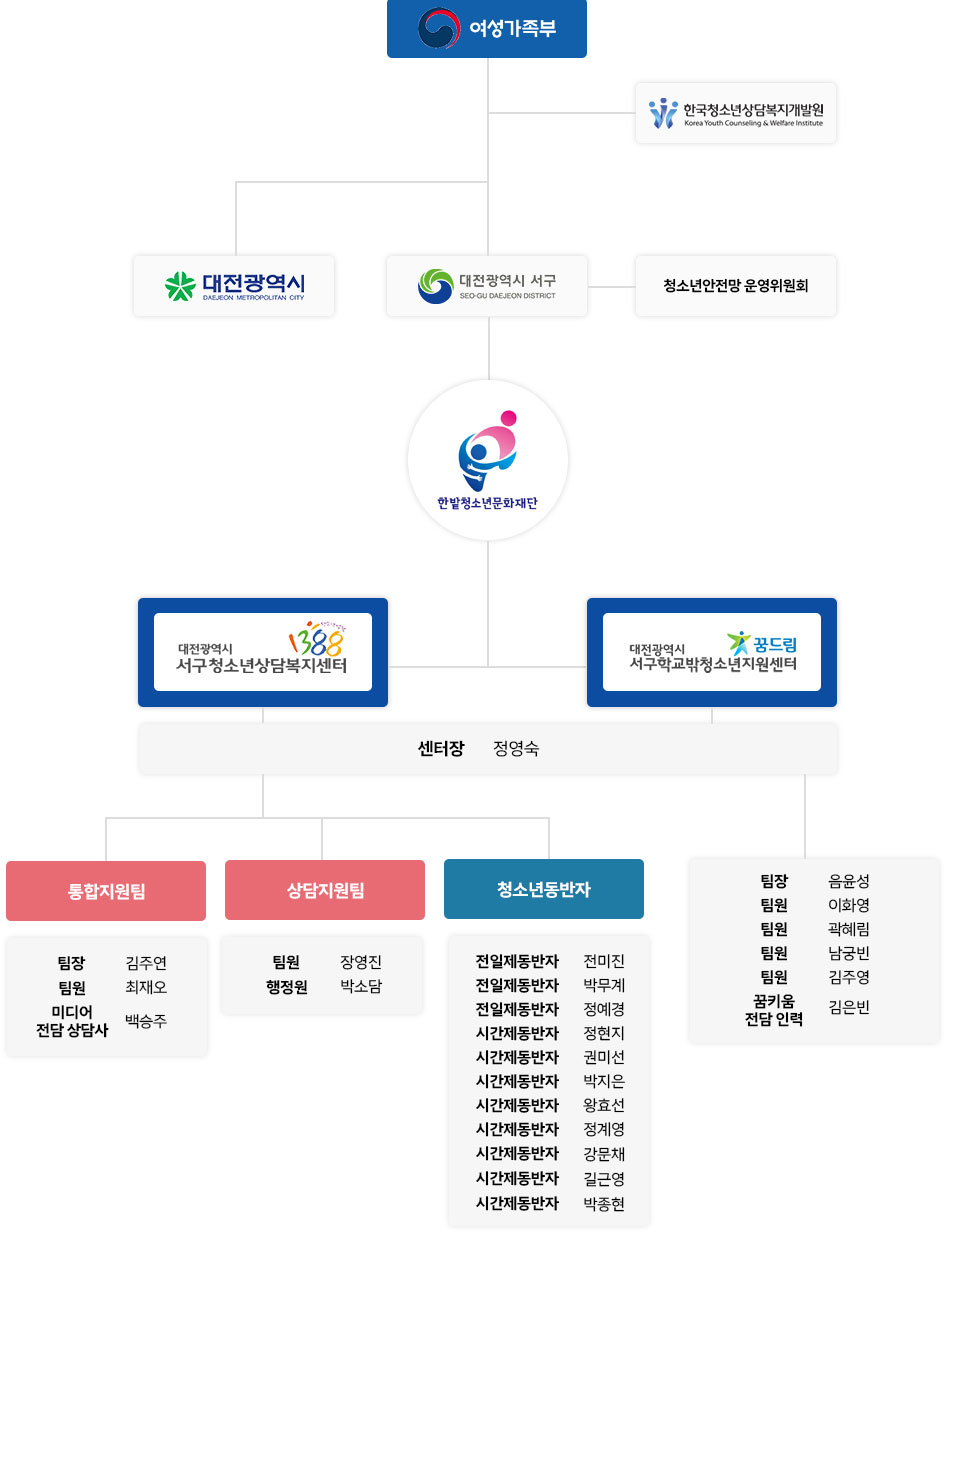 여성가족부
한국청소년상담복지개발원
Korea Youth Counseling & Welfare Institute
대전광역시
DAEJEON METROPOLITAN CITY
대전광역시 서구
SEO-GU DAEJEON DISTRICT
청소년안전망 운영위원회
한밭청소년문화재단
1388
대전광역시
서구청소년상담복지센터
꿈드림
대전광역시
서구학교밖청소년지원센터
센터장 정영숙
통합지원팀
팀장 김주연
팀원 최재오
미디어
전담 상담사 백승주
상담지원팀
팀원 장영진
행정원 박소담
청소년동반자
전일제동반자 전미진
전일제동반자 박무계
전일제동반자 정예경
시간제동반자 정현지
시간제동반자 권미선
시간제동반자 박지은
시간제동반자 왕효선
시간제동반자 정계영
시간제동반자 강문채
시간제동반자 길근영
시간제동반자 박종현
팀장 음윤성
팀원 이화영
팀원 곽혜림
팀원 남궁빈
팀원 김주영
꿈키움
전담 인력 김은빈